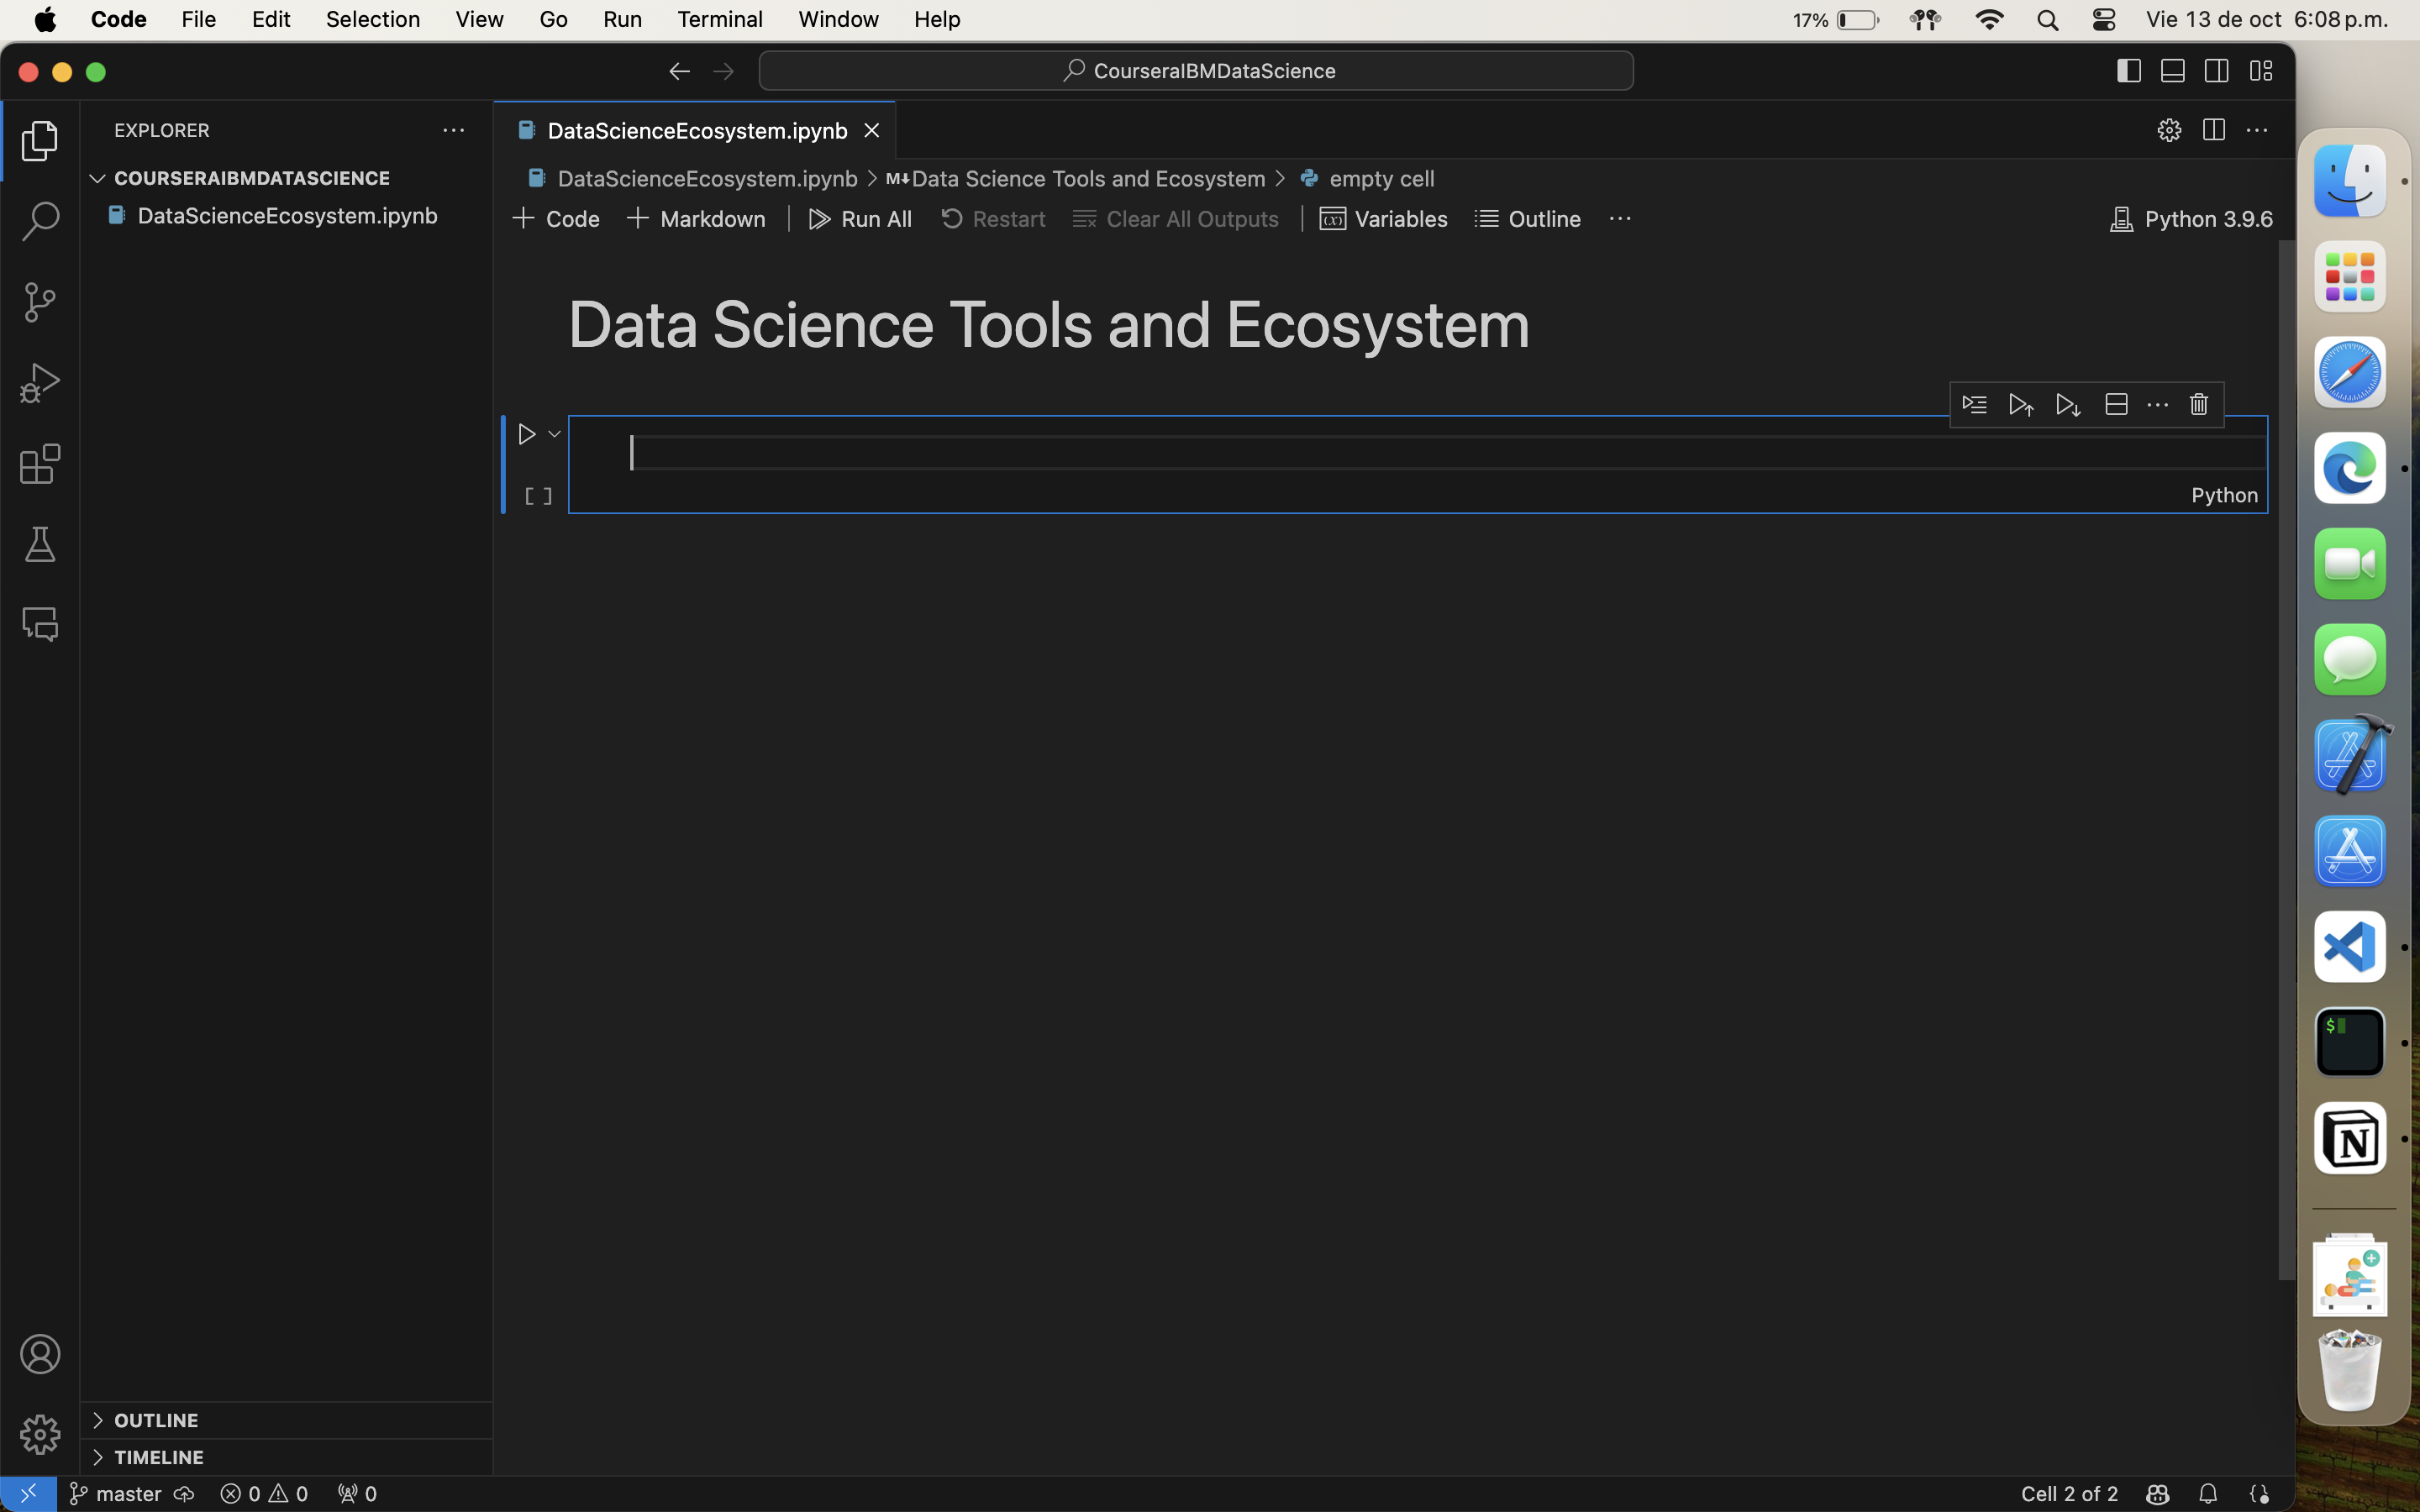 Code File Edit Selection View Go Run Terminal Window Help 17% Vie 13 de oct 6:08 p.m.
CourseraIBMDataScience
EXPLORER
COURSERAIBMDATASCIENCE
DataScienceEcosystem.ipynb
DataScienceEcosystem.ipynb
DataScienceEcosystem.ipynb > M↓Data Science Tools and Ecosystem > empty cell
Code Markdown Run All Restart Clear All Outputs (x) Variables Outline Python 3.9.6
Data Science Tools and Ecosystem
[ ]
Python
$
N
OUTLINE
TIMELINE
master 0 0 0 Cell 2 of 2